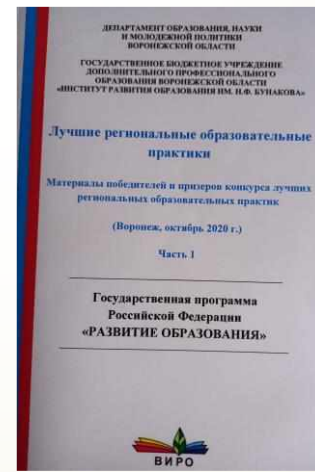 ДЕПАРТАМЕНТ ОБРАЗОВАНИЯ, НАУКИ
И МОЛОДЕЖНОЙ ПОЛИТИКИ
ВОРОНЕЖСКОЙ ОБЛАСТИ
ГОСУДАРСТВЕННОЕ БЮДЖЕТНОЕ УЧРЕЖДЕНИЕ
ДОПОЛНИТЕЛЬНОГО ПРОФЕССИОНАЛЬНОГО
ОБРАЗОВАНИЯ ВОРОНЕЖСКОЙ ОБЛАСТИ
«ИНСТИТУТ РАЗВИТИЯ ОБРАЗОВАНИЯ ИМ. Н.Ф. БУНАКОВА»
Лучшие региональные образовательные
практики
Материалы победителей и призеров конкурса лучших
региональных образовательных практик
(Воронеж, октябрь 2020 г.)
Часть 1
Государственная программа
Российской Федерации
«РАЗВИТИЕ ОБРАЗОВАНИЯ»
ВИРО